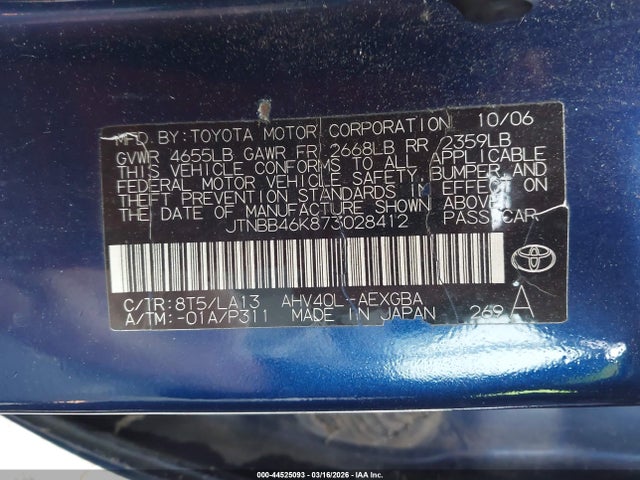 MFD. BY: TOYOTA MOTOR CORPORATION 10/06
GVWR 4655LB GAWR FR 2668LB RR 2359LB
THIS VEHICLE CONFORMS TO ALL APPLICABLE
FEDERAL MOTOR VEHICLE SAFETY, BUMPER, AND
THEFT PREVENTION STANDARDS IN EFFECT ON
THE DATE OF MANUFACTURE SHOWN ABOVE.
JTNBB46K873028412 PASS. CAR
C/TR: 8T5/LA13 AHV40L-AEXGBA
A/TM: -01A/P311 MADE IN JAPAN 269 A
000-44525093 - 03/16/2026 - IAA Inc.